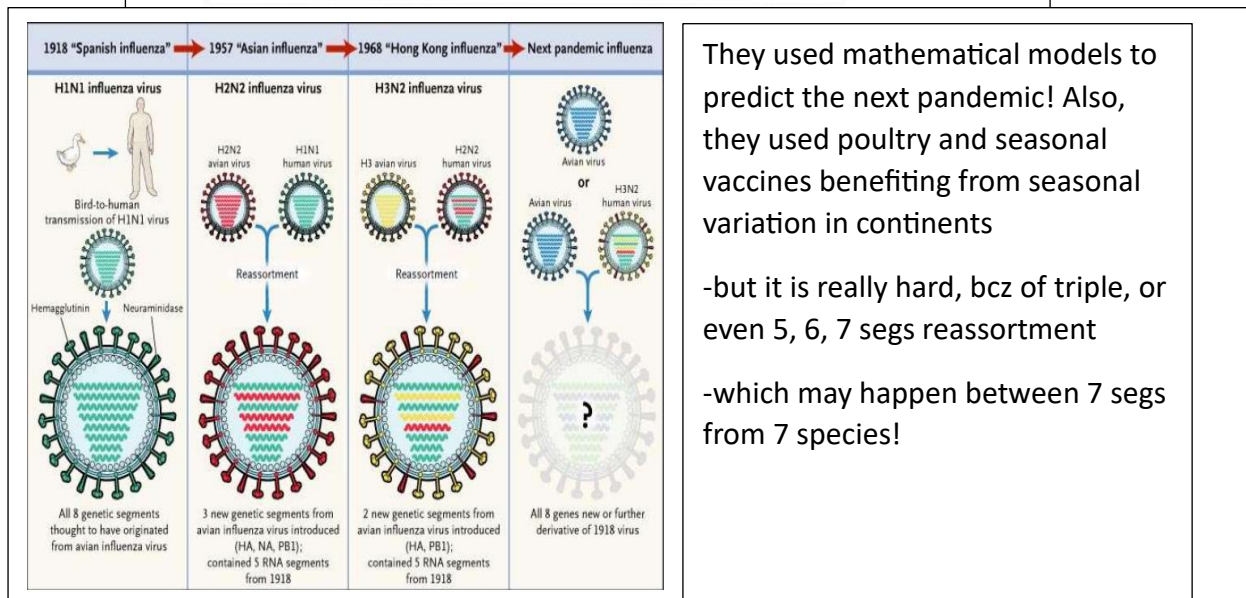 1918 "Spanish influenza"
1957 "Asian influenza"
1968 "Hong Kong influenza"
Next pandemic influenza
H1N1 influenza virus
Bird-to-human
transmission of H1N1 virus
Hemagglutinin
Neuraminidase
All 8 genetic segments
thought to have originated
from avian influenza virus
H2N2 influenza virus
H2N2
avian virus
H1N1
human virus
Reassortment
3 new genetic segments from
avian influenza virus introduced
(HA, NA, PB1);
contained 5 RNA segments
from 1918
H3N2 influenza virus
H3 avian virus
H2N2
human virus
Reassortment
2 new genetic segments from
avian influenza virus introduced
(HA, PB1);
contained 5 RNA segments
from 1918
Avian virus
or
Avian virus
H3N2
human virus
?
All 8 genes new or further
derivative of 1918 virus
They used mathematical models to
predict the next pandemic! Also,
they used poultry and seasonal
vaccines benefiting from seasonal
variation in continents
-but it is really hard, bcz of triple, or
even 5, 6, 7 segs reassortment
-which may happen between 7 segs
from 7 species!